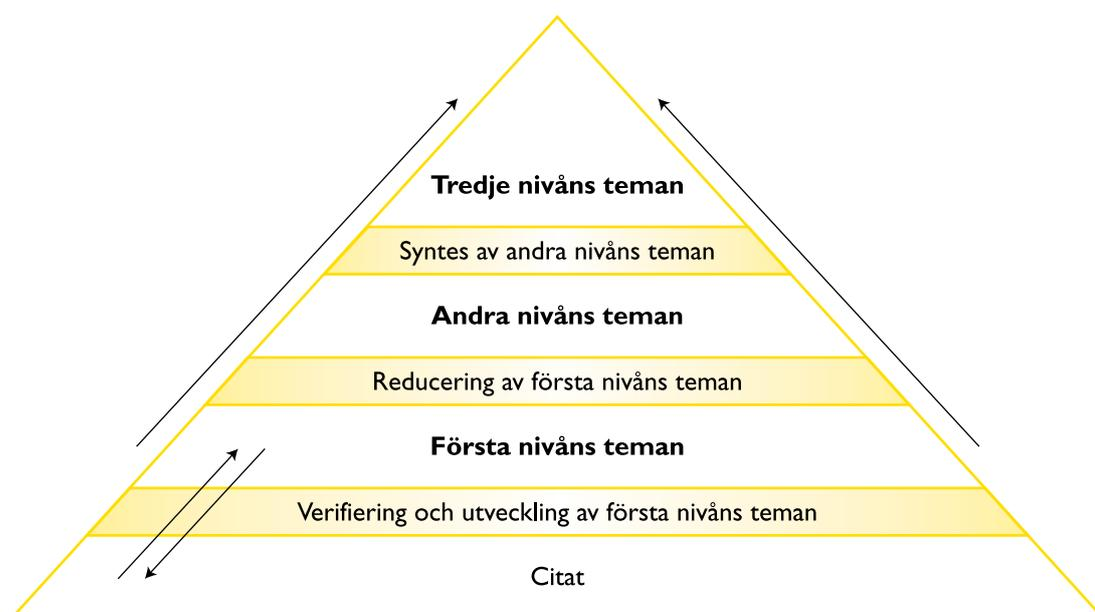 Tredje nivåns teman
Syntes av andra nivåns teman
Andra nivåns teman
Reducering av första nivåns teman
Första nivåns teman
Verifiering och utveckling av första nivåns teman
Citat